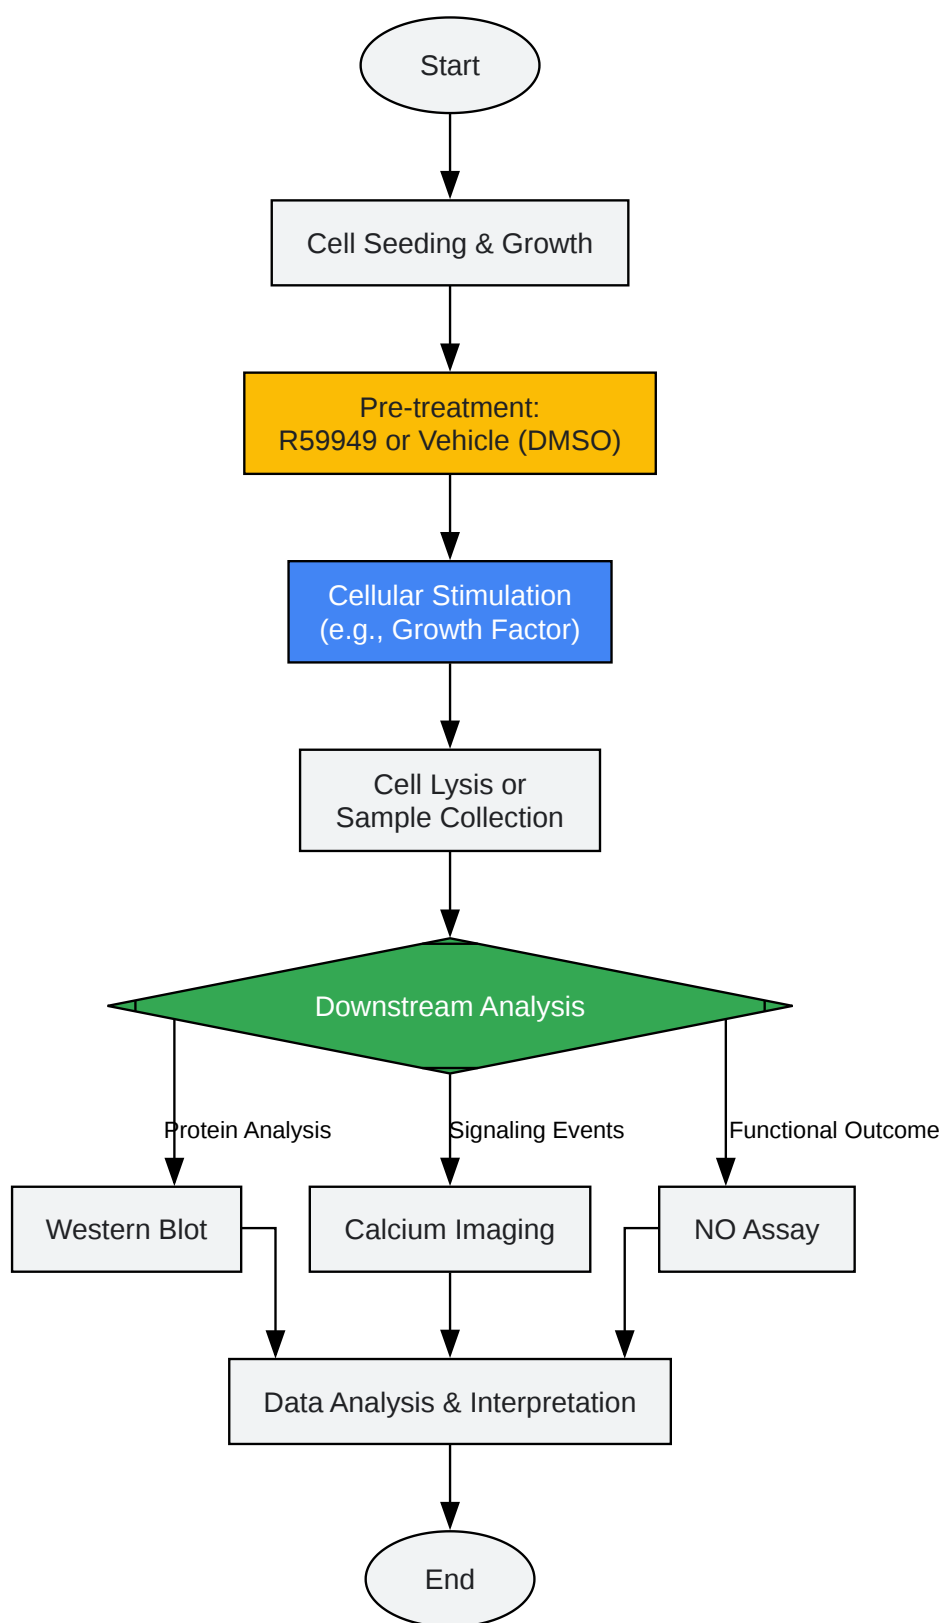 Start
Cell Seeding & Growth
Pre-treatment:
R59949 or Vehicle (DMSO)
Cellular Stimulation
(e.g., Growth Factor)
Cell Lysis or
Sample Collection
Downstream Analysis
Protein Analysis
Signaling Events
Functional Outcome
Western Blot
Calcium Imaging
NO Assay
Data Analysis & Interpretation
End